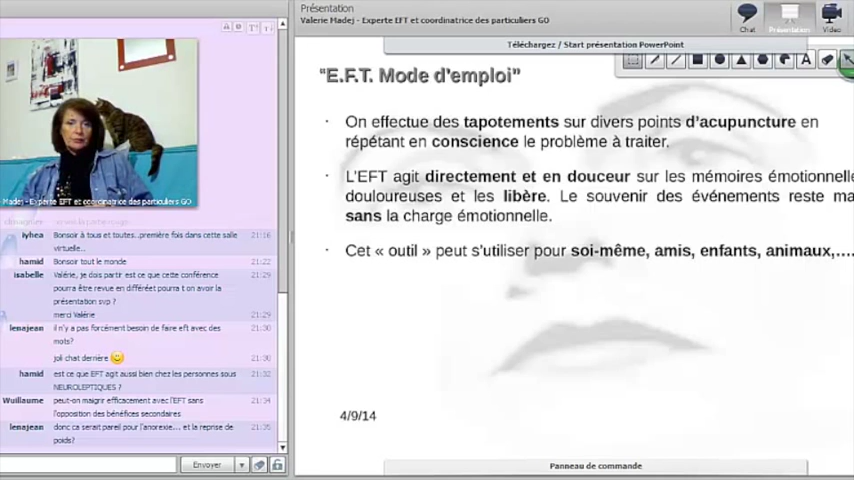 Présentation
Valerie Madej - Experte EFT et coordinatrice des particuliers GO
Chat
Présentation
Video
Téléchargez / Start présentation PowerPoint
Madej - Experte EFT et coordinatrice des particuliers GO
iyhea Bonsoir à tous et toutes..première fois dans cette salle 21:16
virtuelle...
hamid Bonsoir tout le monde 21:22
isabelle Valérie, je dois partir est ce que cette conférence 21:29
pourra être revue en différéet pourra t on avoir la
présentation svp ?
merci Valérie 21:29
lenajean il n'y a pas forcément besoin de faire eft avec des 21:30
mots?
joli chat derrière 21:30
hamid est ce que EFT agit aussi bien chez les personnes sous 21:32
NEUROLEPTIQUES ?
Wuillaume peut-on maigrir efficacement avec l'EFT sans 21:34
l'opposition des bénéfices secondaires
lenajean donc ca serait pareil pour l'anorexie... et la reprise de 21:35
poids?
Envoyer
"E.F.T. Mode d'emploi"
· On effectue des tapotements sur divers points d'acupuncture en
répétant en conscience le problème à traiter.
· L'EFT agit directement et en douceur sur les mémoires émotionnelle
douloureuses et les libère. Le souvenir des événements reste ma
sans la charge émotionnelle.
· Cet « outil » peut s'utiliser pour soi-même, amis, enfants, animaux,....
4/9/14
Panneau de commande